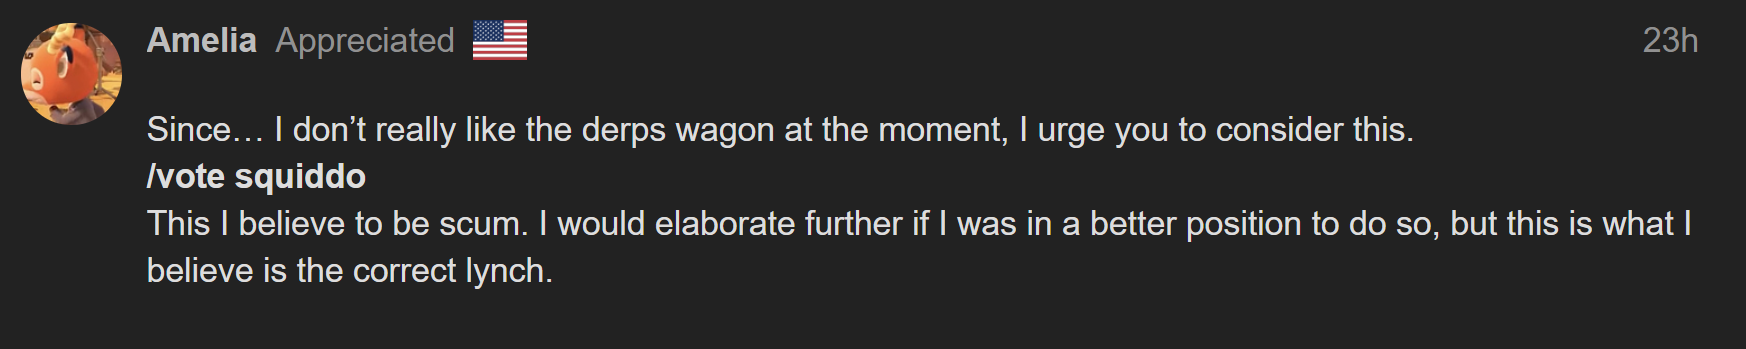 Amelia Appreciated 23h
Since… I don’t really like the derps wagon at the moment, I urge you to consider this.
/vote squiddo
This I believe to be scum. I would elaborate further if I was in a better position to do so, but this is what I
believe is the correct lynch.